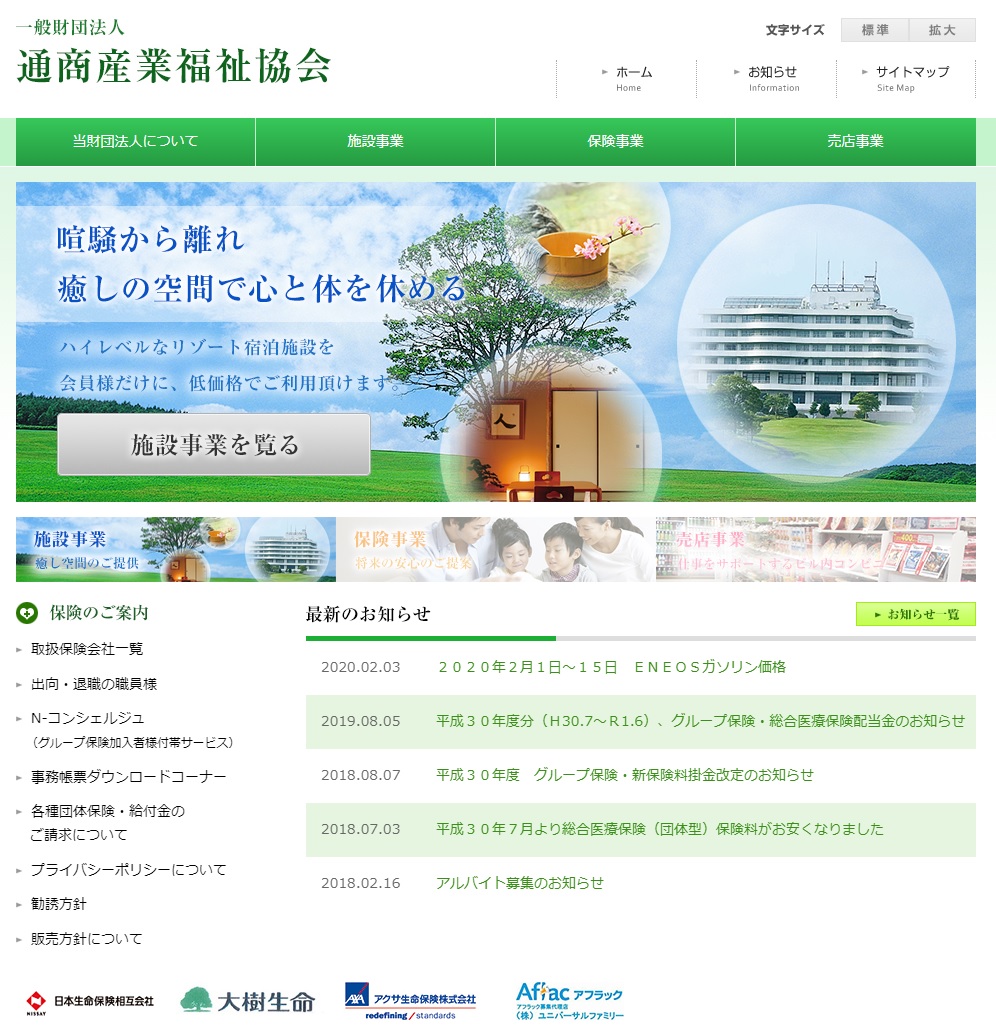 一般財団法人
通商産業福祉協会
文字サイズ 標準 拡大
ホーム お知らせ サイトマップ
Home Information Site Map
当財団法人について 施設事業 保険事業 売店事業
喧騒から離れ
癒しの空間で心と体を休める
ハイレベルなリゾート宿泊施設を
会員様だけに、低価格でご利用頂けます。
施設事業を覧る
施設事業
癒し空間のご提供
保険事業
将来の安心のご提案
売店事業
仕事をサポートするビル内コンビニ
保険のご案内
取扱保険会社一覧
出向・退職の職員様
N-コンシェルジュ
（グループ保険加入者様付帯サービス）
事務帳票ダウンロードコーナー
各種団体保険・給付金の
ご請求について
プライバシーポリシーについて
勧誘方針
販売方針について
最新のお知らせ お知らせ一覧
2020.02.03 ２０２０年２月１日～１５日　ＥＮＥＯＳガソリン価格
2019.08.05 平成３０年度分（Ｈ30.7～Ｒ1.6）、グループ保険・総合医療保険配当金のお知らせ
2018.08.07 平成３０年度　グループ保険・新保険料掛金改定のお知らせ
2018.07.03 平成３０年７月より総合医療保険（団体型）保険料がお安くなりました
2018.02.16 アルバイト募集のお知らせ
NISSAY 日本生命保険相互会社
大樹生命
AXA アクサ生命保険株式会社
redefining / standards
Aflac アフラック
アフラック募集代理店
（株）ユニバーサルファミリー